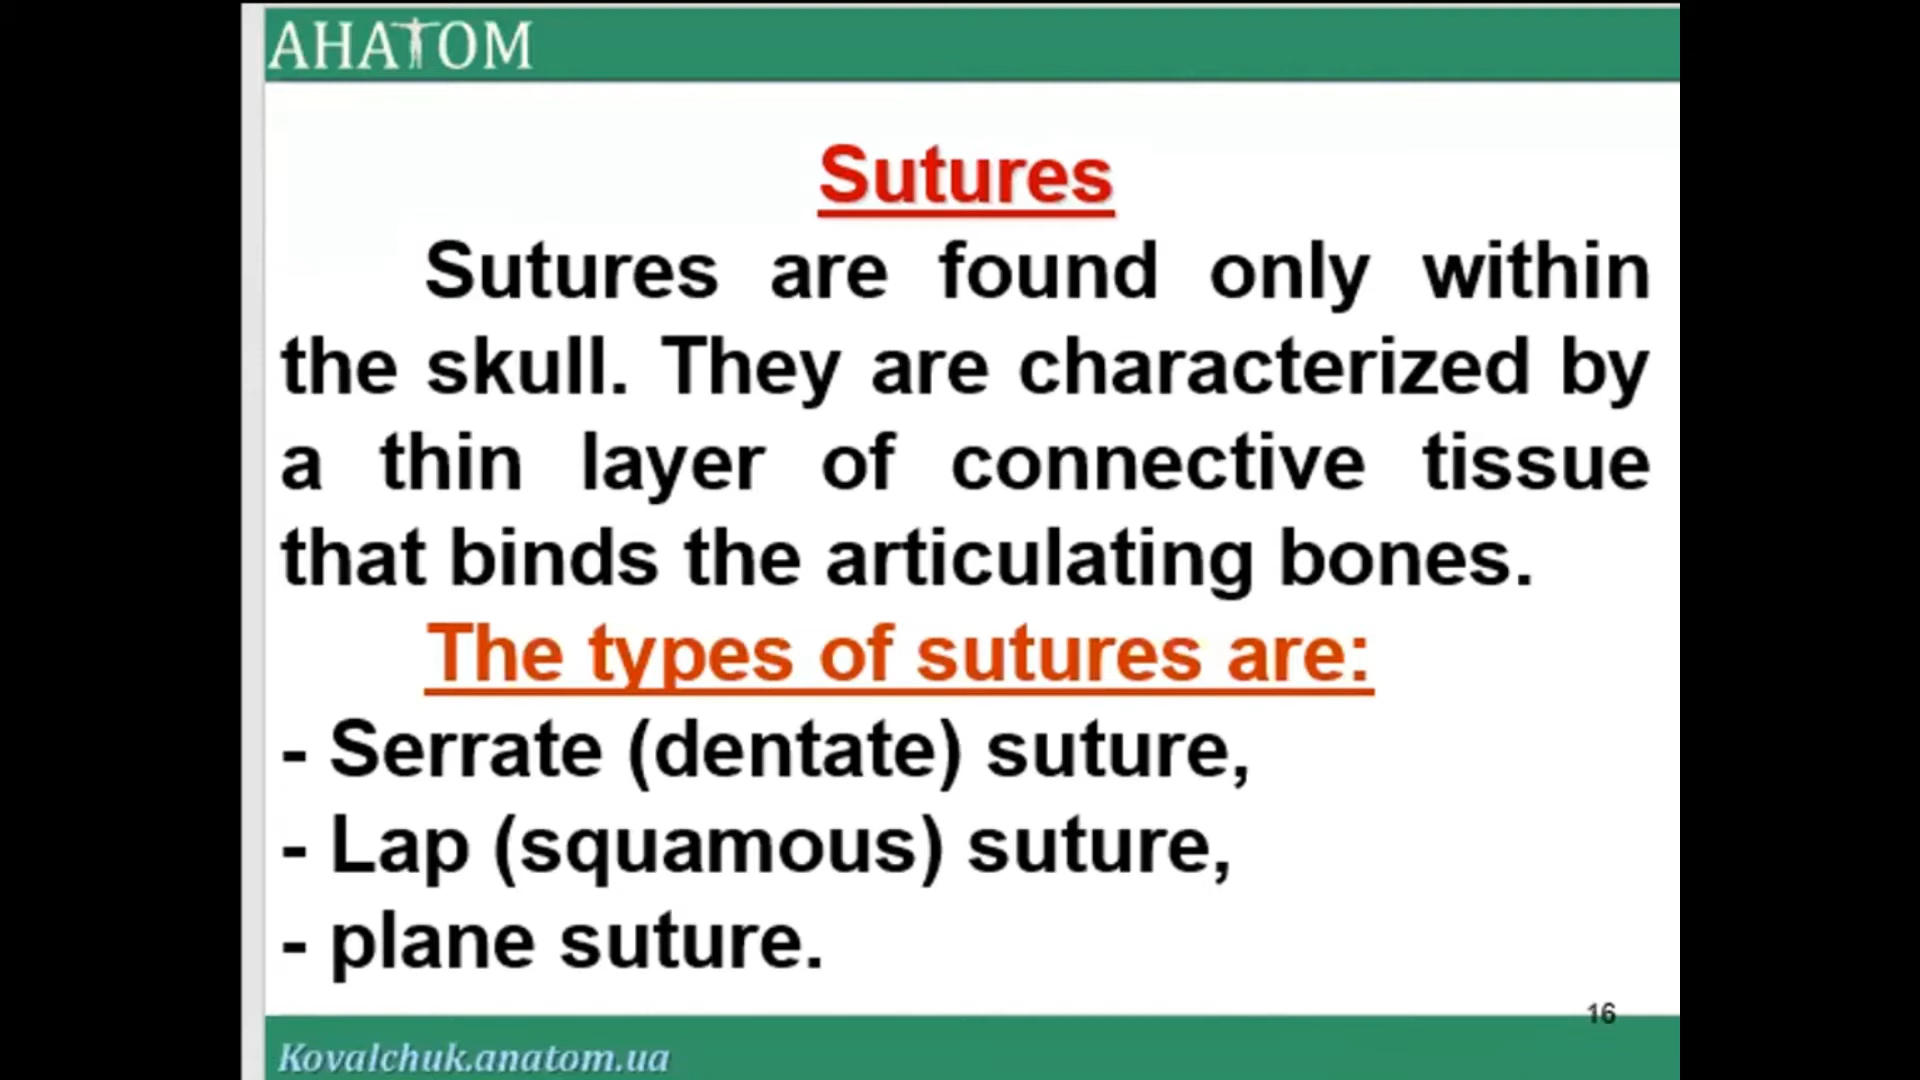 АНАТОМ
Sutures
Sutures are found only within
the skull. They are characterized by
a thin layer of connective tissue
that binds the articulating bones.
The types of sutures are:
- Serrate (dentate) suture,
- Lap (squamous) suture,
- plane suture.
16
Kovalchuk.anatom.ua